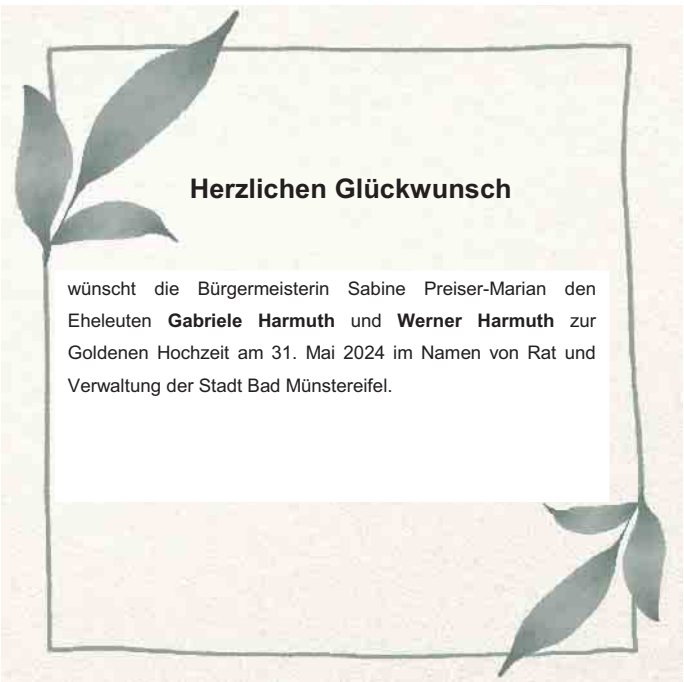 Herzlichen Glückwunsch
wünscht die Bürgermeisterin Sabine Preiser-Marian den
Eheleuten Gabriele Harmuth und Werner Harmuth zur
Goldenen Hochzeit am 31. Mai 2024 im Namen von Rat und
Verwaltung der Stadt Bad Münstereifel.